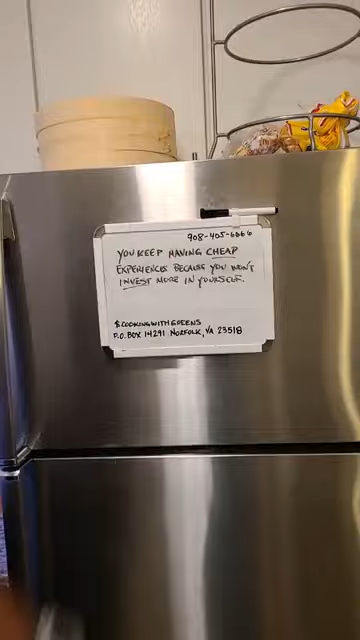 908-405-6066
YOU KEEP HAVING CHEAP
EXPERIENCES BECAUSE YOU WON'T
INVEST MORE IN YOURSELF.
$COOKINGWITHGREENS
P.O. BOX 14291 NORFOLK, VA 23518